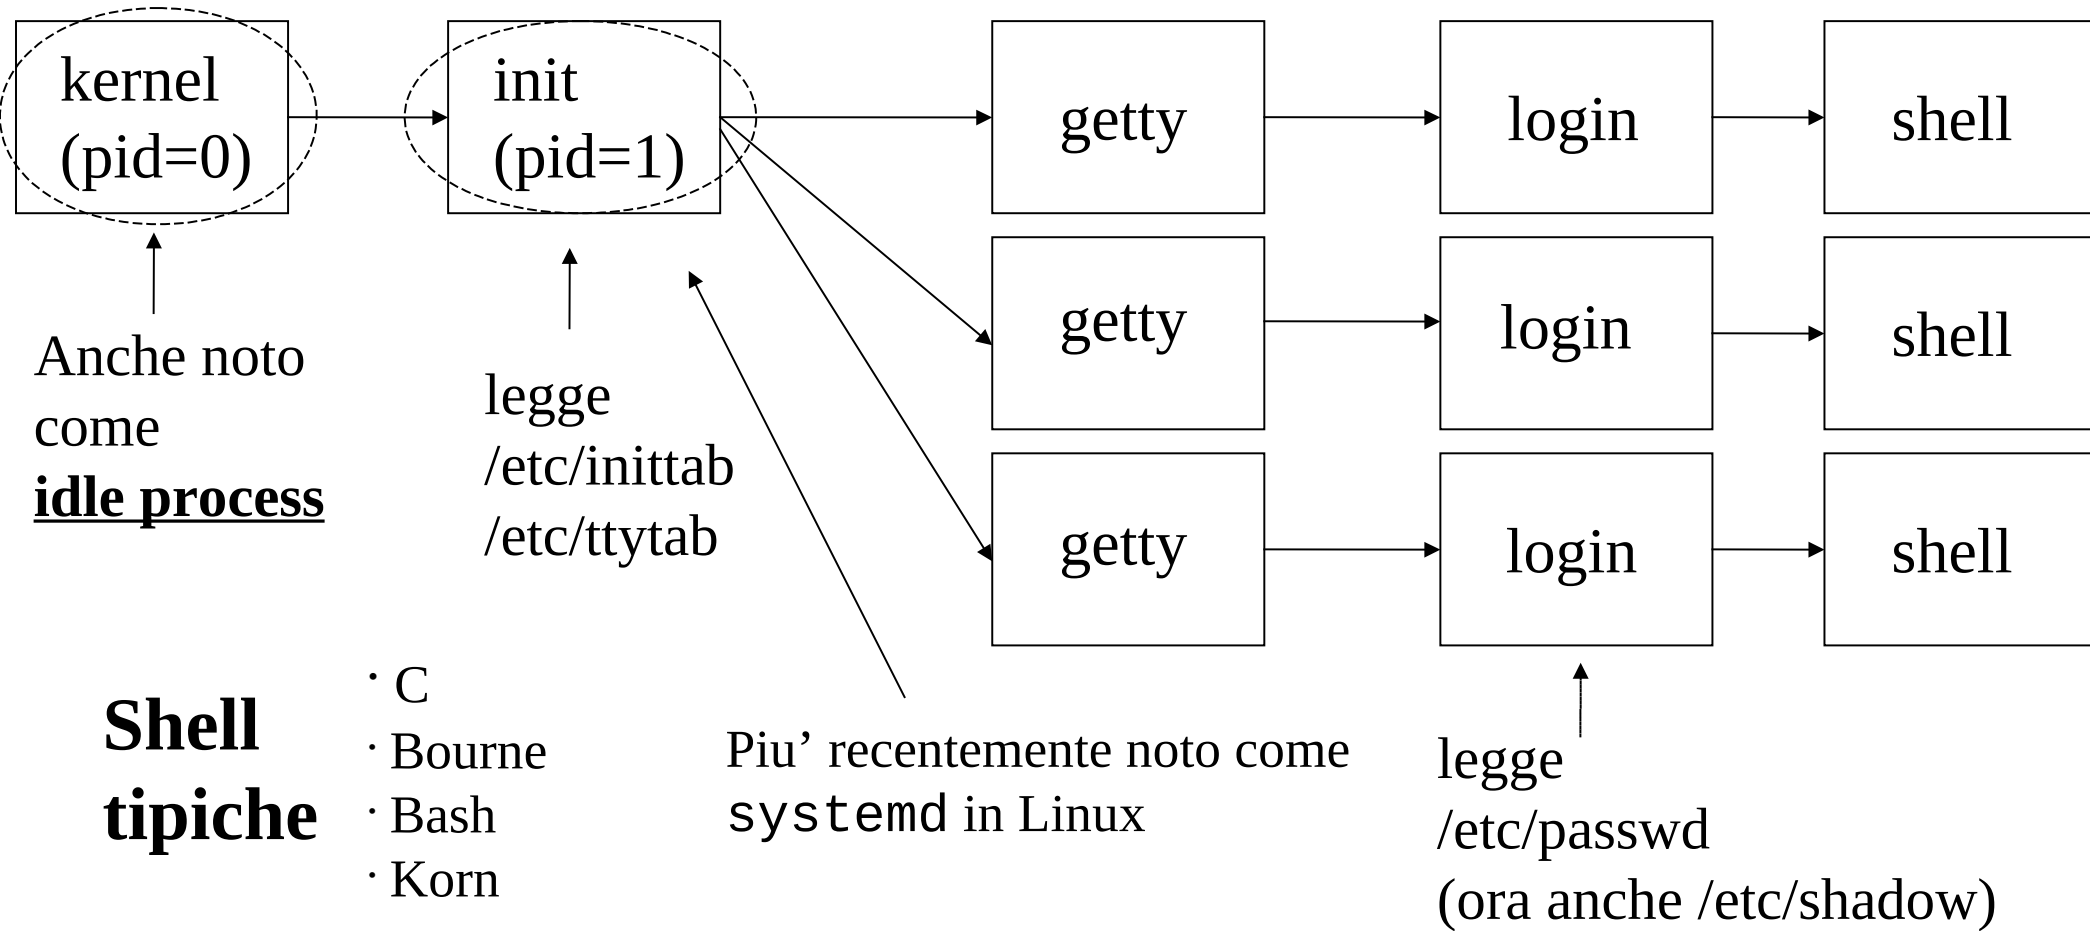 kernel
(pid=0)
init
(pid=1)
getty
login
shell
getty
login
shell
getty
login
shell
Anche noto
come
idle process
legge
/etc/inittab
/etc/ttytab
Shell
tipiche
· C
· Bourne
· Bash
· Korn
Piu’ recentemente noto come
systemd in Linux
legge
/etc/passwd
(ora anche /etc/shadow)